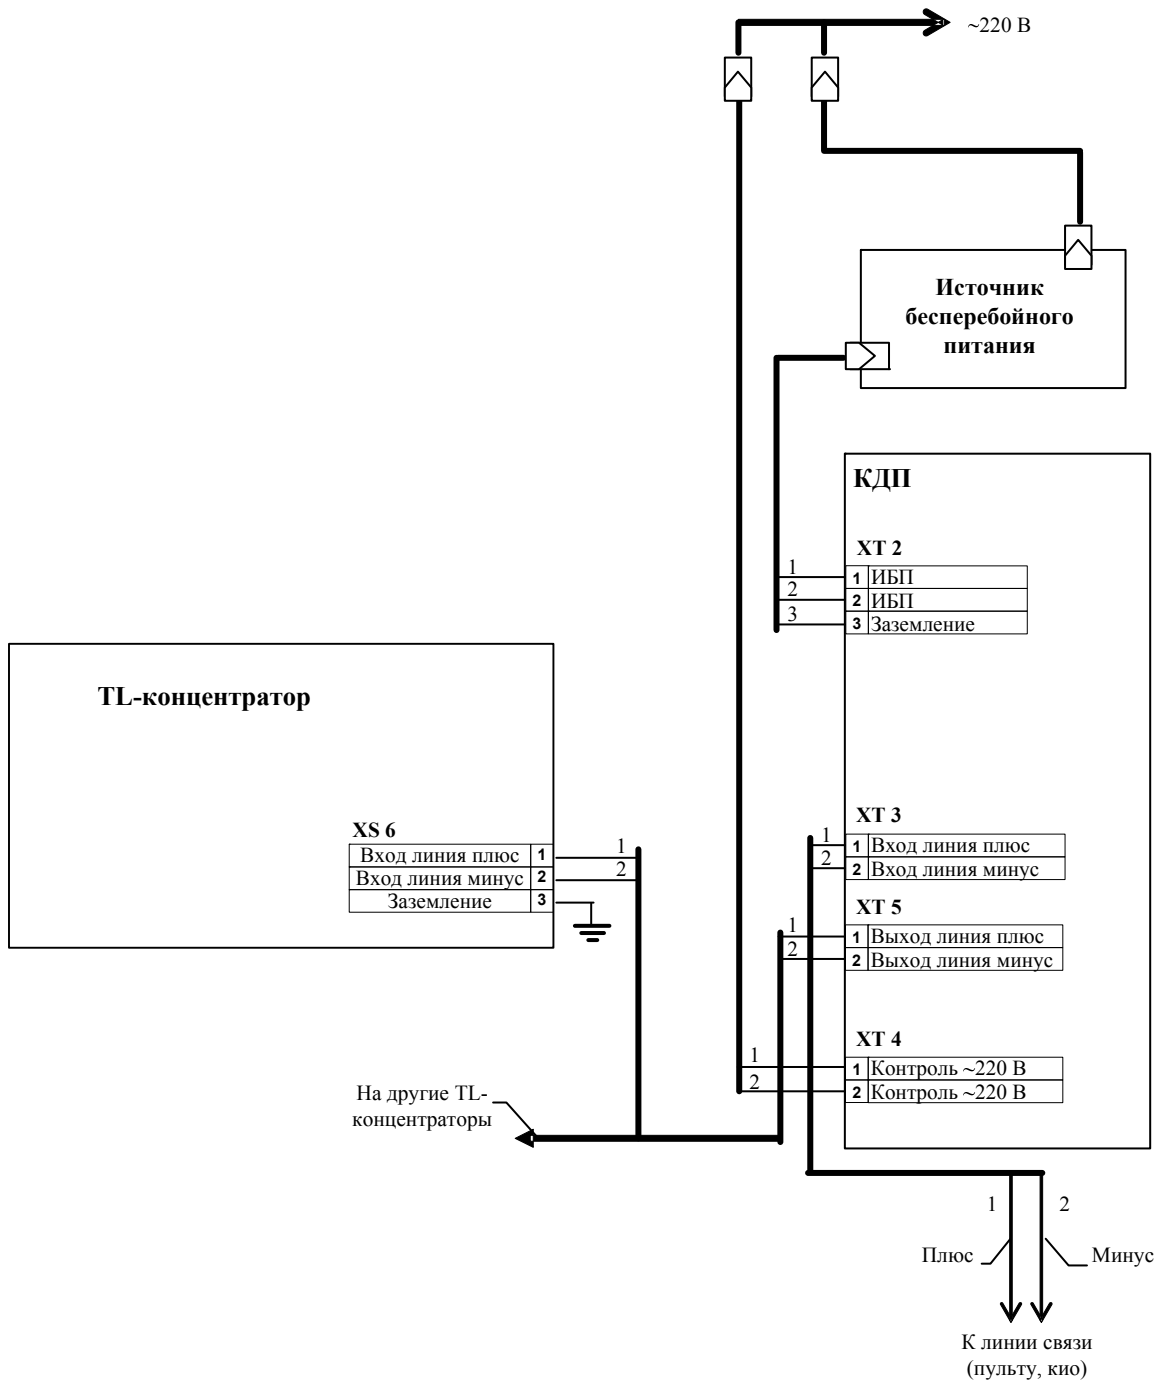 ~220 В
Источник
бесперебойного
питания
КДП
XT 2
1
1 ИБП
2
2 ИБП
3
3 Заземление
TL-концентратор
XS 6
Вход линия плюс 1
1
Вход линия минус 2
2
Заземление 3
XT 3
1
1 Вход линия плюс
2
2 Вход линия минус
XT 5
1
1 Выход линия плюс
2
2 Выход линия минус
XT 4
1
1 Контроль ~220 В
2
2 Контроль ~220 В
На другие TL-
концентраторы
1 2
Плюс Минус
К линии связи
(пульту, кио)